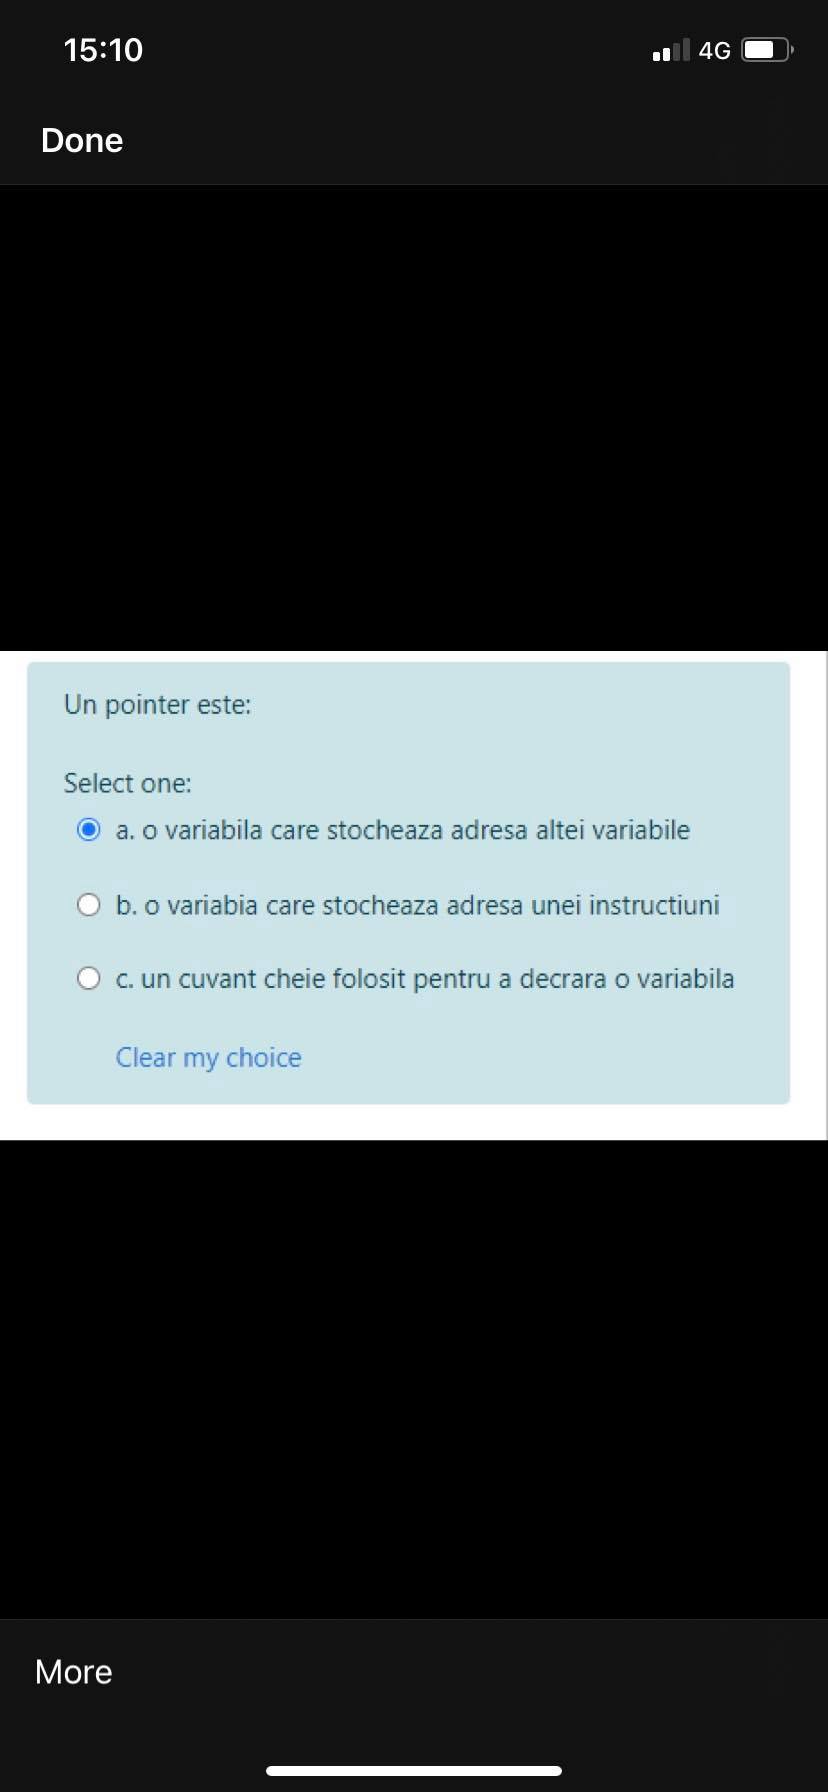 15:10
4G
Done
Un pointer este:
Select one:
a. o variabila care stocheaza adresa altei variabile
b. o variabia care stocheaza adresa unei instructiuni
c. un cuvant cheie folosit pentru a decrara o variabila
Clear my choice
More